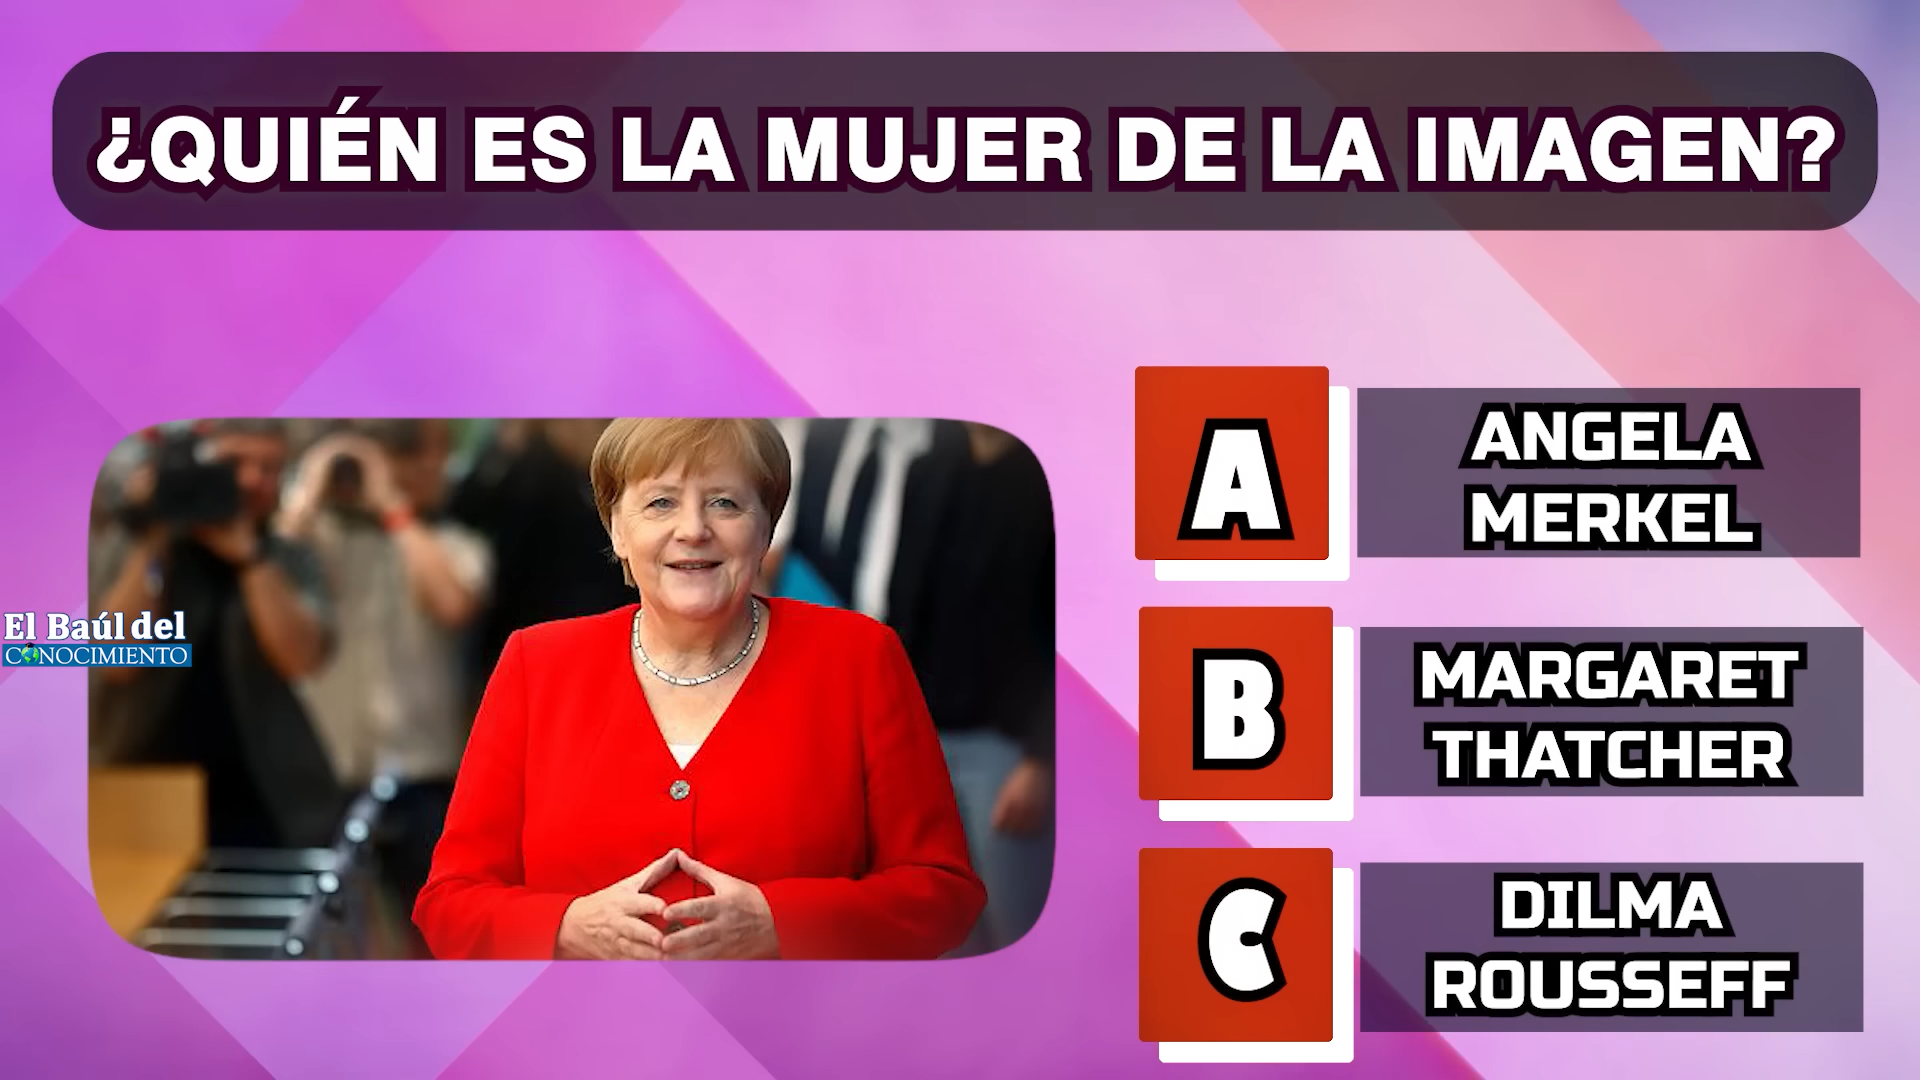 ¿QUIÉN ES LA MUJER DE LA IMAGEN?
A
ANGELA
MERKEL
El Baúl del
CONOCIMIENTO
B
MARGARET
THATCHER
C
DILMA
ROUSSEFF